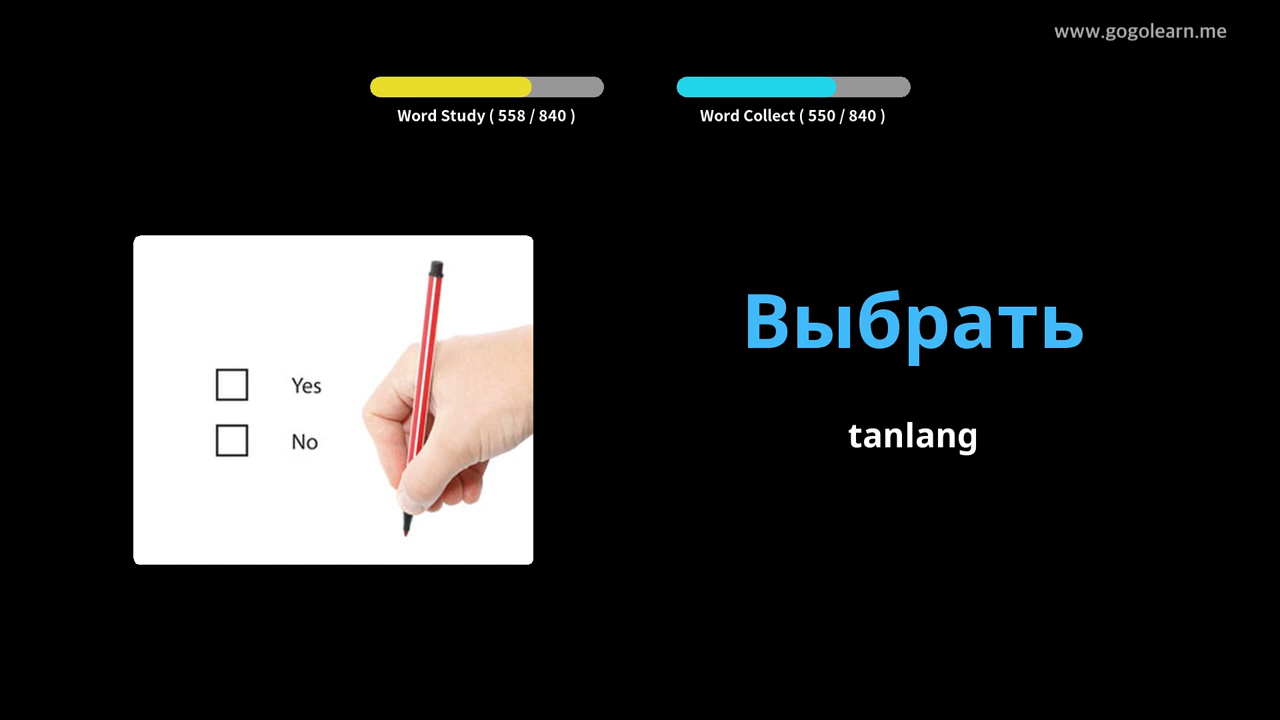 www.gogolearn.me
Word Study ( 558 / 840 )
Word Collect ( 550 / 840 )
Yes
No
Выбрать
tanlang